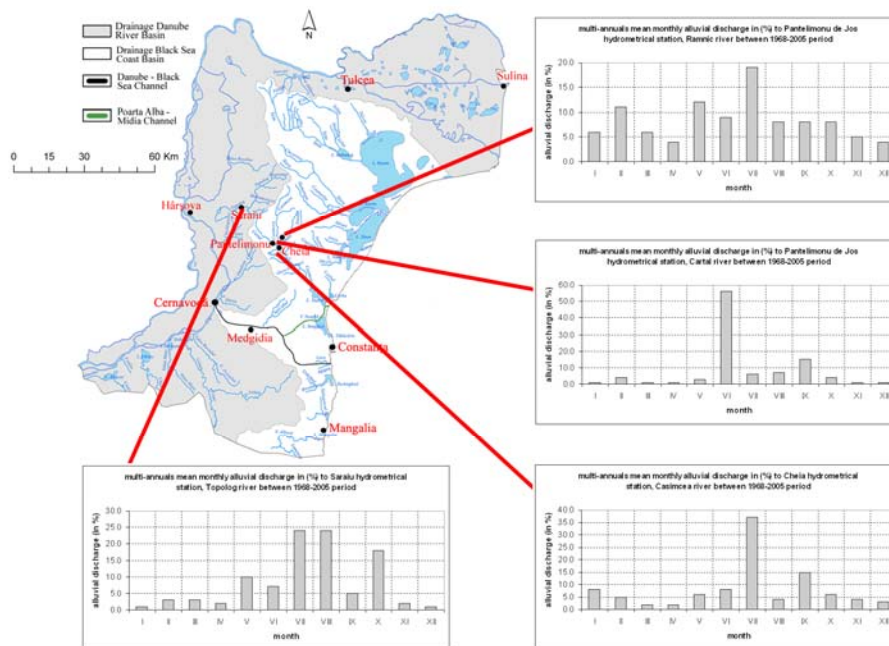 Drainage Danube
River Basin
Drainage Black Sea
Coast Basin
Danube - Black
Sea Channel
Poarta Alba -
Midia Channel
0 30 60 Km
N
Tulcea
Sulina
Hârșova
Saraiu
Pantelimonu
Cheia
Cernavodă
Medgidia
Constanta
Mangalia
multi-annuals mean monthly alluvial discharge in (%) to Pantelimonu de Jos
hydrometrical station, Ramnic river between 1968-2005 period
alluvial discharge (in %)
20.0
15.0
10.0
5.0
0.0
I II III IV V VI VII VIII IX X XI XII
month
multi-annuals mean monthly alluvial discharge in (%) to Pantelimonu de Jos
hydrometrical station, Cartal river between 1968-2005 period
alluvial discharge (in %)
60.0
50.0
40.0
30.0
20.0
10.0
0.0
I II III IV V VI VII VIII IX X XI XII
month
multi-annuals mean monthly alluvial discharge in (%) to Cheia hydrometrical
station, Casimcea river between 1968-2005 period
alluvial discharge (in %)
40.0
35.0
30.0
25.0
20.0
15.0
10.0
5.0
0.0
I II III IV V VI VII VIII IX X XI XII
month
multi-annuals mean monthly alluvial discharge in (%) to Saraiu hydrometrical
station, Topolog river between 1968-2005 period
alluvial discharge (in %)
30.0
25.0
20.0
15.0
10.0
5.0
0.0
I II III IV V VI VII VIII IX X XI XII
month